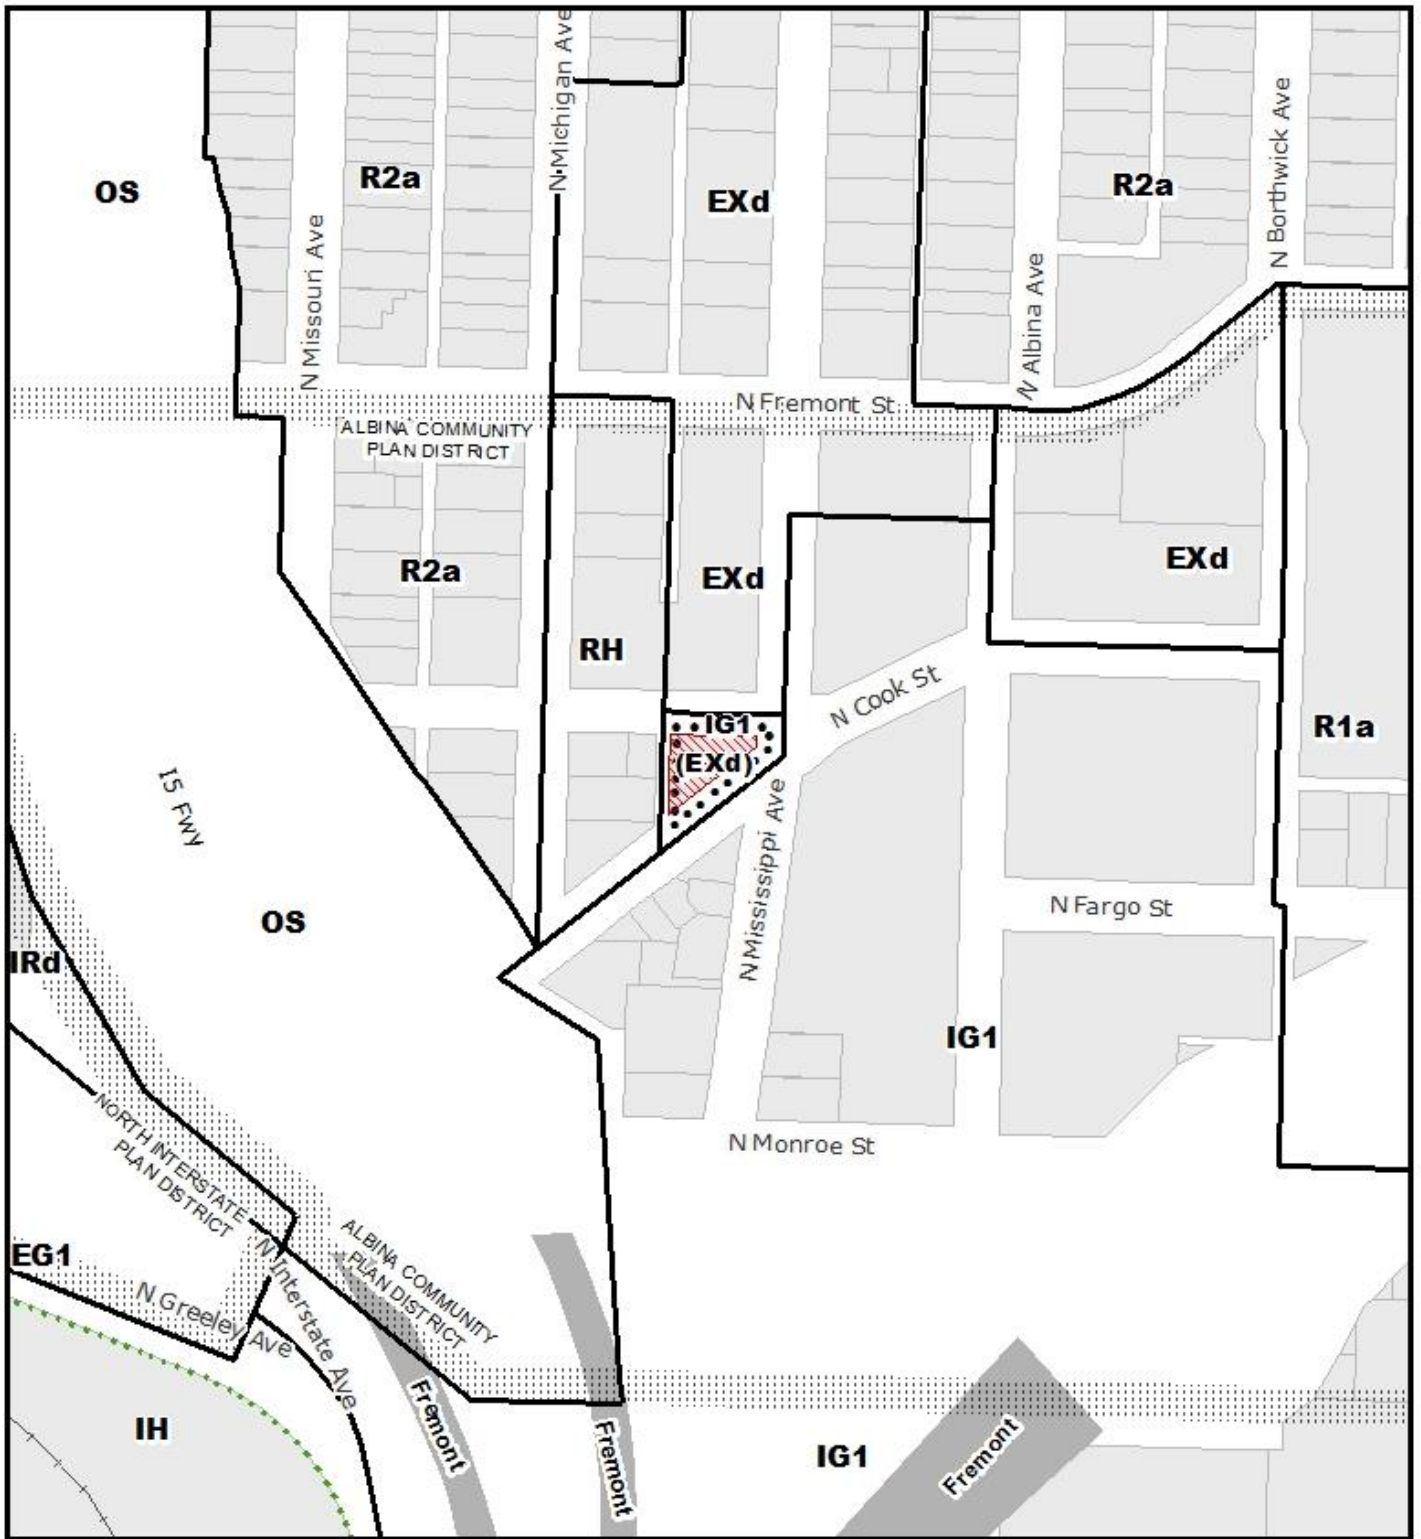 N Michigan Ave
N Borthwick Ave
R2a
R2a
OS
EXd
N Missouri Ave
N Albina Ave
N Fremont St
ALBINA COMMUNITY
PLAN DISTRICT
EXd
R2a
EXd
RH
N Cook St
IG1
R1a
(EXd)
I5 Fwy
N Mississippi Ave
N Fargo St
OS
IRd
IG1
N Monroe St
NORTH INTERSTATE
PLAN DISTRICT
ALBINA COMMUNITY
PLAN DISTRICT
EG1
N Interstate Ave
N Greeley Ave
IH
Fremont
Fremont
IG1
Fremont